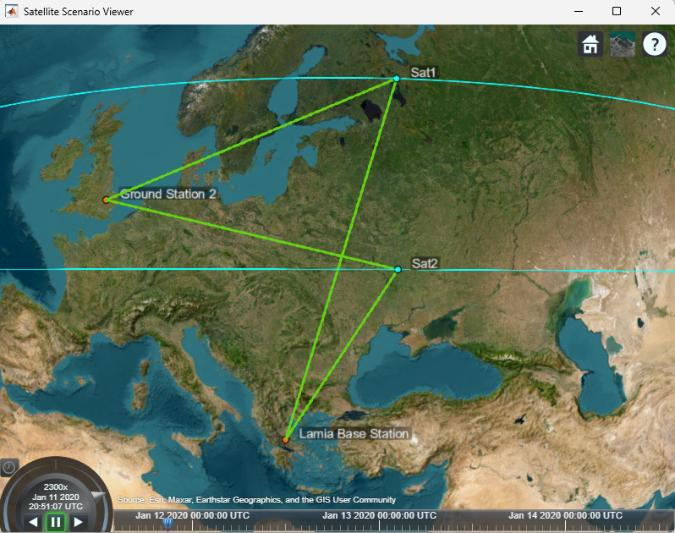 Satellite Scenario Viewer
?
Sat1
Ground Station 2
Sat2
Lamia Base Station
2300x
Jan 11 2020
20:51:07 UTC
Source: Esri, Maxar, Earthstar Geographics, and the GIS User Community
Jan 12 2020 00:00:00 UTC
Jan 13 2020 00:00:00 UTC
Jan 14 2020 00:00:00 UTC